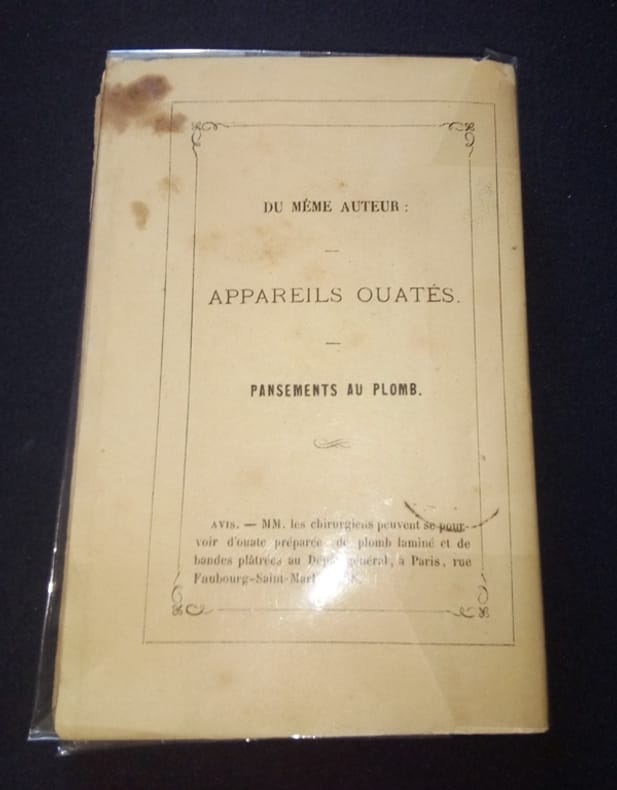 DU MÊME AUTEUR :
APPAREILS OUATÉS.
PANSEMENTS AU PLOMB.
AVIS. — MM. les chirurgiens peuvent se pour-
voir d'ouate préparée, de plomb laminé et de
bandes plâtrées au Dépôt général, à Paris, rue
Faubourg-Saint-